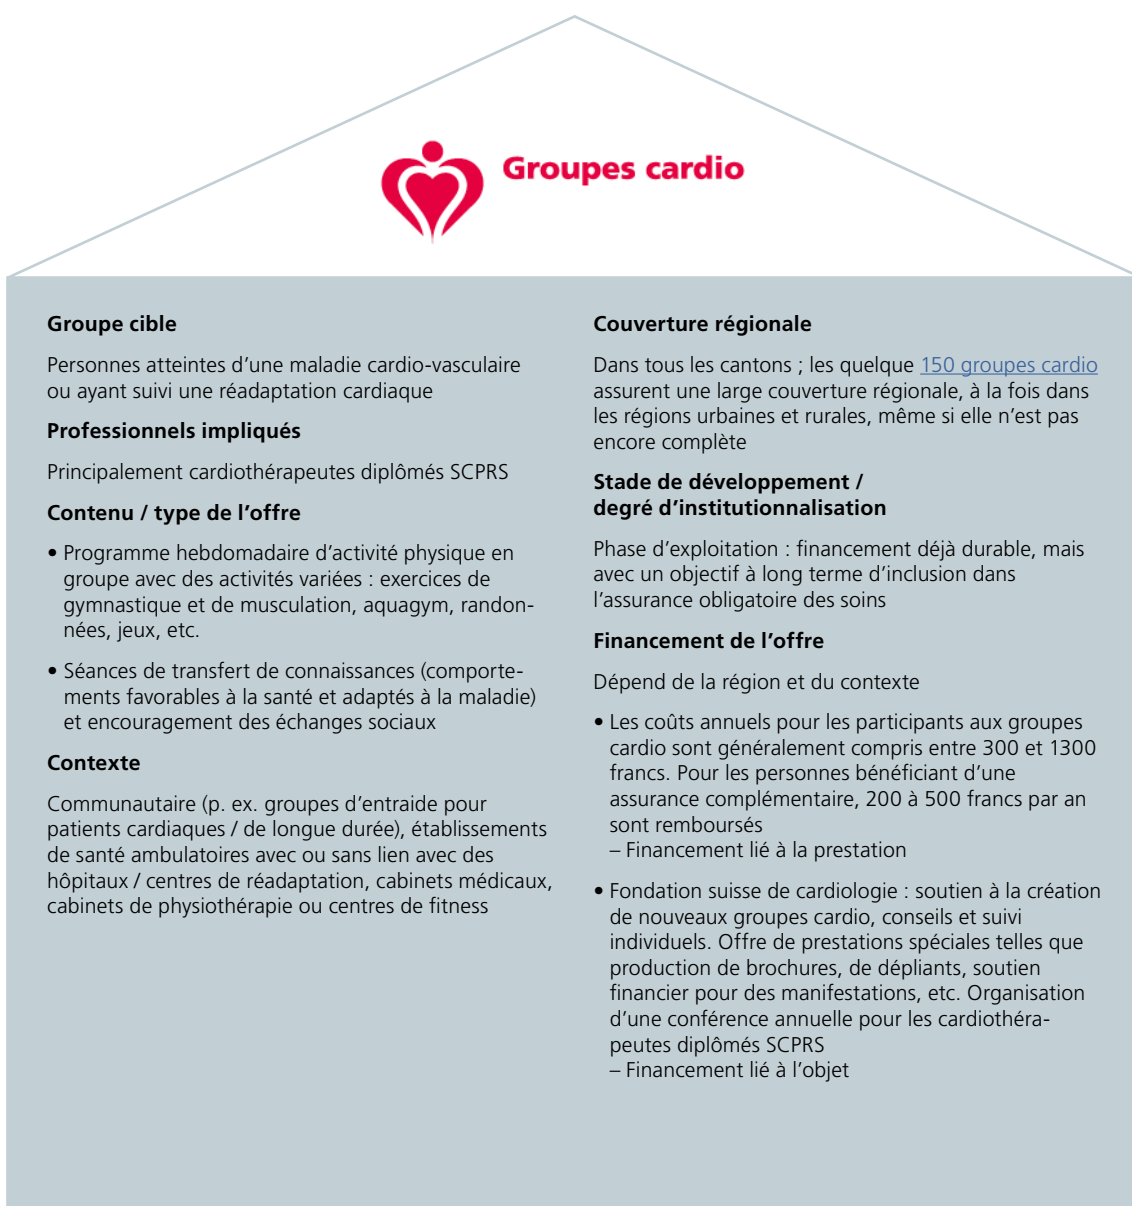 Groupes cardio
Groupe cible
Personnes atteintes d’une maladie cardio-vasculaire
ou ayant suivi une réadaptation cardiaque
Professionnels impliqués
Principalement cardiothérapeutes diplômés SCPRS
Contenu / type de l’offre
• Programme hebdomadaire d’activité physique en
groupe avec des activités variées : exercices de
gymnastique et de musculation, aquagym, randon-
nées, jeux, etc.
• Séances de transfert de connaissances (comporte-
ments favorables à la santé et adaptés à la maladie)
et encouragement des échanges sociaux
Contexte
Communautaire (p. ex. groupes d’entraide pour
patients cardiaques / de longue durée), établissements
de santé ambulatoires avec ou sans lien avec des
hôpitaux / centres de réadaptation, cabinets médicaux,
cabinets de physiothérapie ou centres de fitness
Couverture régionale
Dans tous les cantons ; les quelque 150 groupes cardio
assurent une large couverture régionale, à la fois dans
les régions urbaines et rurales, même si elle n’est pas
encore complète
Stade de développement /
degré d’institutionnalisation
Phase d’exploitation : financement déjà durable, mais
avec un objectif à long terme d’inclusion dans
l’assurance obligatoire des soins
Financement de l’offre
Dépend de la région et du contexte
• Les coûts annuels pour les participants aux groupes
cardio sont généralement compris entre 300 et 1300
francs. Pour les personnes bénéficiant d’une
assurance complémentaire, 200 à 500 francs par an
sont remboursés
– Financement lié à la prestation
• Fondation suisse de cardiologie : soutien à la création
de nouveaux groupes cardio, conseils et suivi
individuels. Offre de prestations spéciales telles que
production de brochures, de dépliants, soutien
financier pour des manifestations, etc. Organisation
d’une conférence annuelle pour les cardiothéra-
peutes diplômés SCPRS
– Financement lié à l’objet